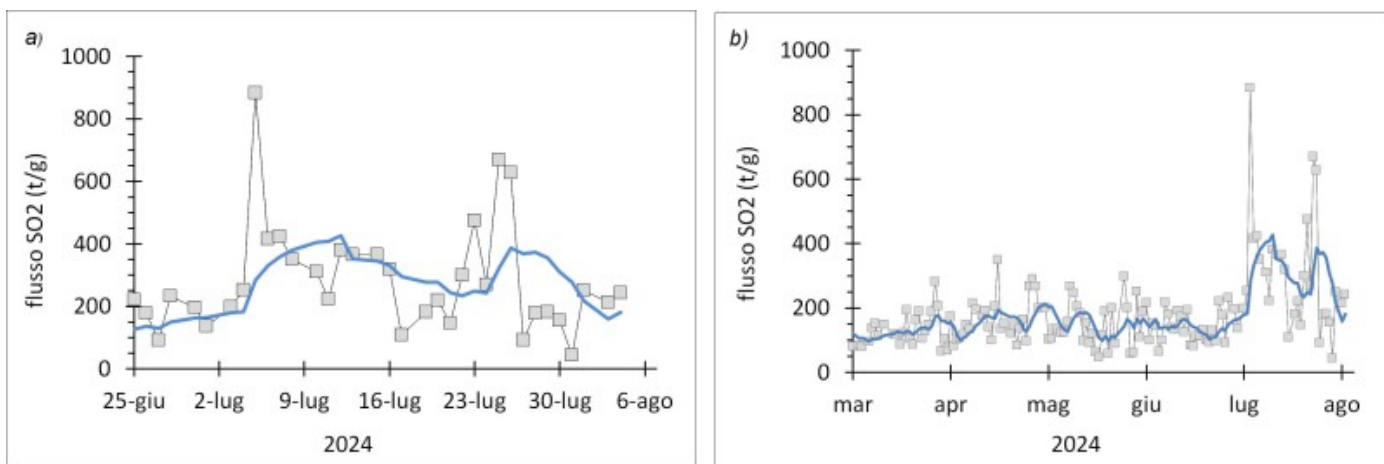 a)
1000
800
600
400
200
0
flusso SO2 (t/g)
25-giu 2-lug 9-lug 16-lug 23-lug 30-lug 6-ago
2024
b)
1000
800
600
400
200
0
flusso SO2 (t/g)
mar apr mag giu lug ago
2024